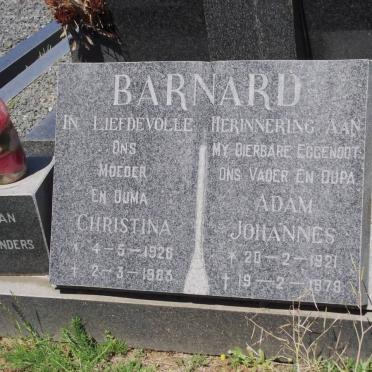 BARNARD
IN LIEFDEVOLLE HERINNERING AAN
ONS
MOEDER
EN OUMA
CHRISTINA
* 4-5-1926
† 2-3-1983
MY DIERBARE EGGENOOT,
ONS VADER EN OUPA
ADAM
JOHANNES
* 20-2-1921
† 19-2-1979
AN
NDERS